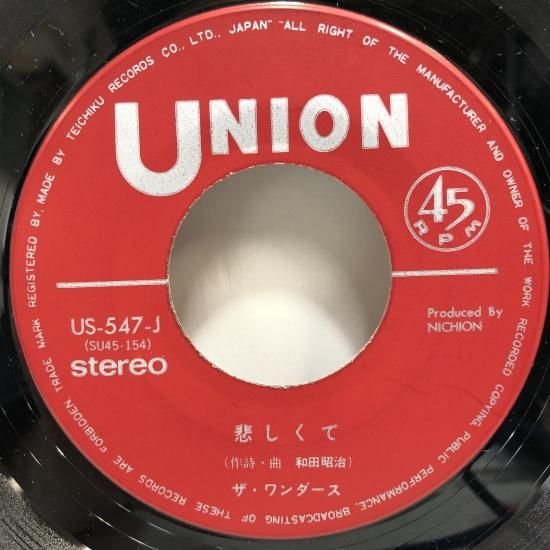 TRADE MARK REGISTERED BY. MADE BY TEICHIKU RECORDS CO., LTD., JAPAN" "ALL RIGHT OF THE MANUFACTURER AND OWNER OF THE WORK RECORDED COPYING, PUBLIC PERFORMANCE, BROADCASTING OF THESE RECORDS ARE FORBIDDEN.
UNION
45
RPM
US-547-J
(SU45-154)
stereo
Produced By
NICHION
悲しくて
(作詩・曲 和田昭治)
ザ・ワンダース